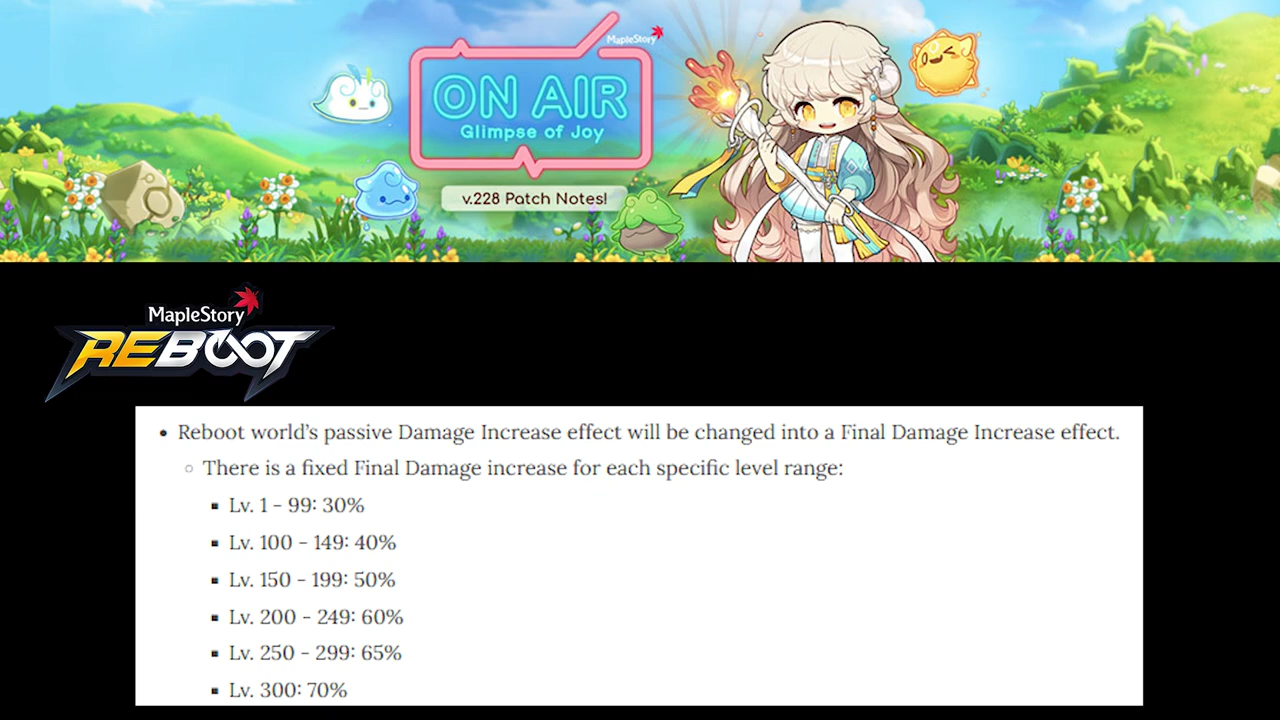 MapleStory
ON AIR
Glimpse of Joy
v.228 Patch Notes!
MapleStory
REBOOT
• Reboot world’s passive Damage Increase effect will be changed into a Final Damage Increase effect.
○ There is a fixed Final Damage increase for each specific level range:
▪ Lv. 1 - 99: 30%
▪ Lv. 100 - 149: 40%
▪ Lv. 150 - 199: 50%
▪ Lv. 200 - 249: 60%
▪ Lv. 250 - 299: 65%
▪ Lv. 300: 70%